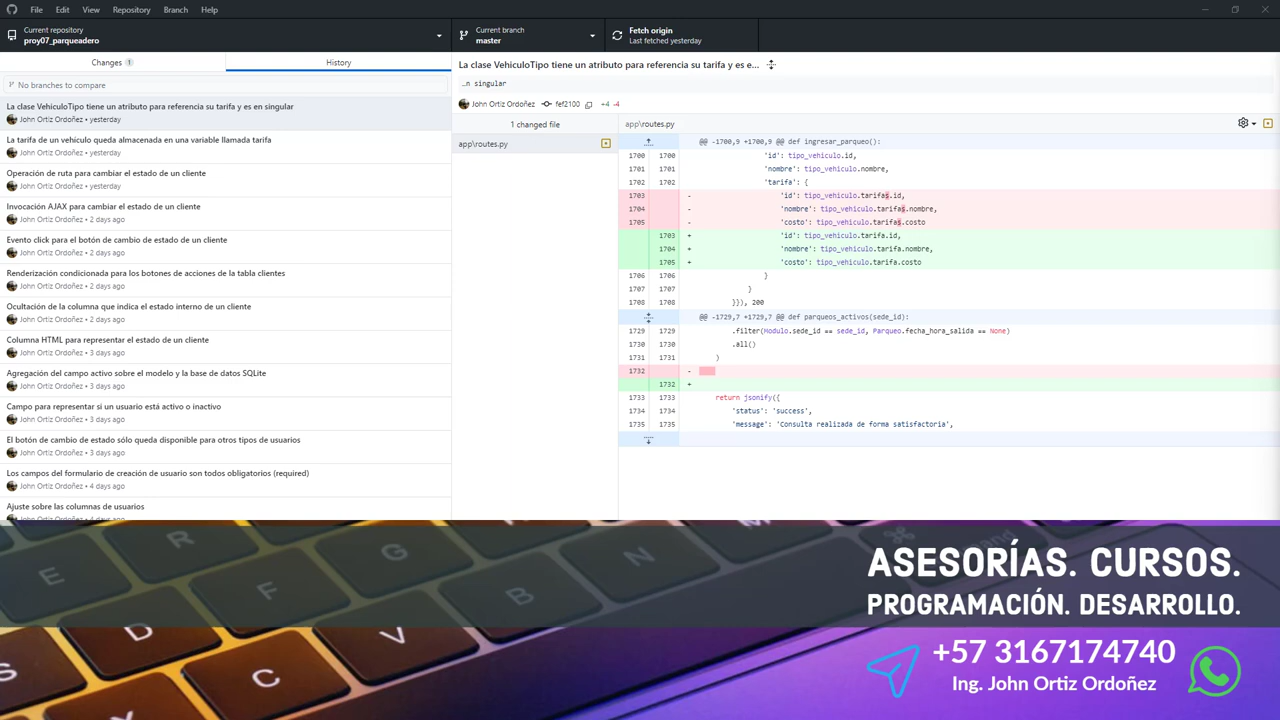 File Edit View Repository Branch Help
Current repository
proy07_parqueadero
Current branch
master
Fetch origin
Last fetched yesterday
Changes 1
History
No branches to compare
La clase VehiculoTipo tiene un atributo para referencia su tarifa y es en singular
John Ortiz Ordoñez • yesterday
La tarifa de un vehículo queda almacenada en una variable llamada tarifa
John Ortiz Ordoñez • yesterday
Operación de ruta para cambiar el estado de un cliente
John Ortiz Ordoñez • yesterday
Invocación AJAX para cambiar el estado de un cliente
John Ortiz Ordoñez • 2 days ago
Evento click para el botón de cambio de estado de un cliente
John Ortiz Ordoñez • 2 days ago
Renderización condicionada para los botones de acciones de la tabla clientes
John Ortiz Ordoñez • 2 days ago
Ocultación de la columna que indica el estado interno de un cliente
John Ortiz Ordoñez • 2 days ago
Columna HTML para representar el estado de un cliente
John Ortiz Ordoñez • 3 days ago
Agregación del campo activo sobre el modelo y la base de datos SQLite
John Ortiz Ordoñez • 3 days ago
Campo para representar si un usuario está activo o inactivo
John Ortiz Ordoñez • 3 days ago
El botón de cambio de estado sólo queda disponible para otros tipos de usuarios
John Ortiz Ordoñez • 3 days ago
Los campos del formulario de creación de usuario son todos obligatorios (required)
John Ortiz Ordoñez • 4 days ago
Ajuste sobre las columnas de usuarios
John Ortiz Ordoñez • 4 days ago
La clase VehiculoTipo tiene un atributo para referencia su tarifa y es e...
...n singular
John Ortiz Ordoñez fef2100 +4 -4
1 changed file
app\routes.py
app\routes.py
@@ -1700,9 +1700,9 @@ def ingresar_parqueo():
1700 1700 'id': tipo_vehiculo.id,
1701 1701 'nombre': tipo_vehiculo.nombre,
1702 1702 'tarifa': {
1703 - 'id': tipo_vehiculo.tarifas.id,
1704 - 'nombre': tipo_vehiculo.tarifas.nombre,
1705 - 'costo': tipo_vehiculo.tarifas.costo
1703 + 'id': tipo_vehiculo.tarifa.id,
1704 + 'nombre': tipo_vehiculo.tarifa.nombre,
1705 + 'costo': tipo_vehiculo.tarifa.costo
1706 1706 }
1707 1707 }
1708 1708 }}), 200
@@ -1729,7 +1729,7 @@ def parqueos_activos(sede_id):
1729 1729 .filter(Modulo.sede_id == sede_id, Parqueo.fecha_hora_salida == None)
1730 1730 .all()
1731 1731 )
1732 -
1732 +
1733 1733 return jsonify({
1734 1734 'status': 'success',
1735 1735 'message': 'Consulta realizada de forma satisfactoria',
ASESORÍAS. CURSOS.
PROGRAMACIÓN. DESARROLLO.
+57 3167174740
Ing. John Ortiz Ordoñez
R
E
G
N
F
B
D
V
S
C
X